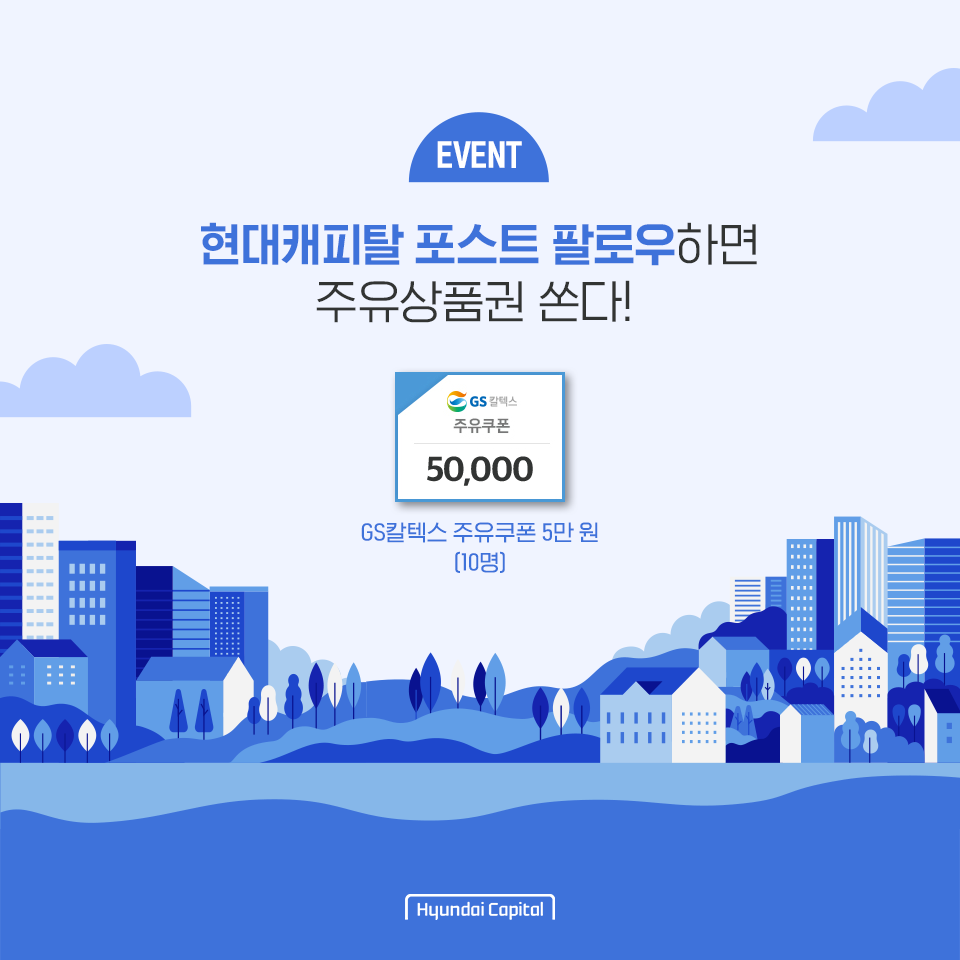 EVENT
현대캐피탈 포스트 팔로우하면
주유상품권 쏜다!
GS 칼텍스
주유쿠폰
50,000
GS칼텍스 주유쿠폰 5만 원
(10명)
Hyundai Capital